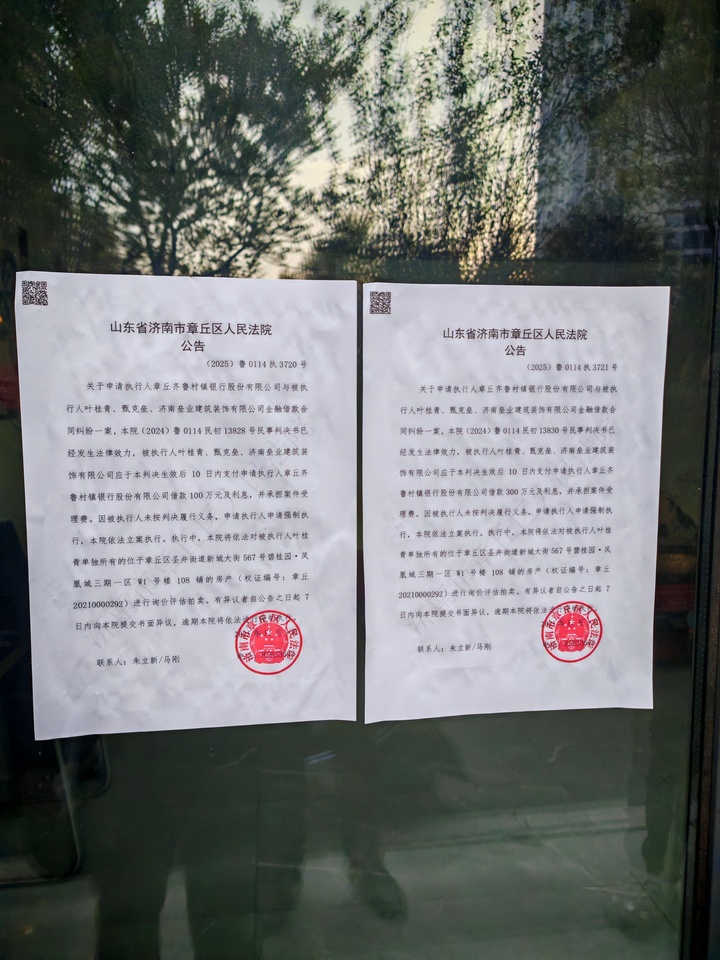 山东省济南市章丘区人民法院
公告
（2025）鲁 0114 执 3720 号
关于申请执行人章丘齐鲁村镇银行股份有限公司与被执
行人叶桂青、甄克垒、济南垒业建筑装饰有限公司金融借款合
同纠纷一案，本院（2024）鲁 0114 民初 13828 号民事判决书已
经发生法律效力，被执行人叶桂青、甄克垒、济南垒业建筑装
饰有限公司应于本判决生效后 10 日内支付申请执行人章丘齐
鲁村镇银行股份有限公司借款 100 万元及利息，并承担案件受
理费。因被执行人未按判决履行义务，申请执行人申请强制执
行，本院依法立案执行。执行中，本院将依法对被执行人叶桂
青单独所有的位于章丘区圣井街道新城大街 567 号碧桂园·凤
凰城三期一区 W1 号楼 108 铺的房产（权证编号：章丘
20210000292）进行询价评估拍卖。有异议者自公告之日起 7
日内向本院提交书面异议，逾期本院将依法
联系人：朱立新/马刚
山东省济南市章丘区人民法院
公告
（2025）鲁 0114 执 3721 号
关于申请执行人章丘齐鲁村镇银行股份有限公司与被执
行人叶桂青、甄克垒、济南垒业建筑装饰有限公司金融借款合
同纠纷一案，本院（2024）鲁 0114 民初 13830 号民事判决书已
经发生法律效力，被执行人叶桂青、甄克垒、济南垒业建筑装
饰有限公司应于本判决生效后 10 日内支付申请执行人章丘齐
鲁村镇银行股份有限公司借款 300 万元及利息，并承担案件受
理费。因被执行人未按判决履行义务，申请执行人申请强制执
行，本院依法立案执行。执行中，本院将依法对被执行人叶桂
青单独所有的位于章丘区圣井街道新城大街 567 号碧桂园·凤
凰城三期一区 W1 号楼 108 铺的房产（权证编号：章丘
20210000292）进行询价评估拍卖。有异议者自公告之日起 7
日内向本院提交书面异议，逾期本院将依法
联系人：朱立新/马刚